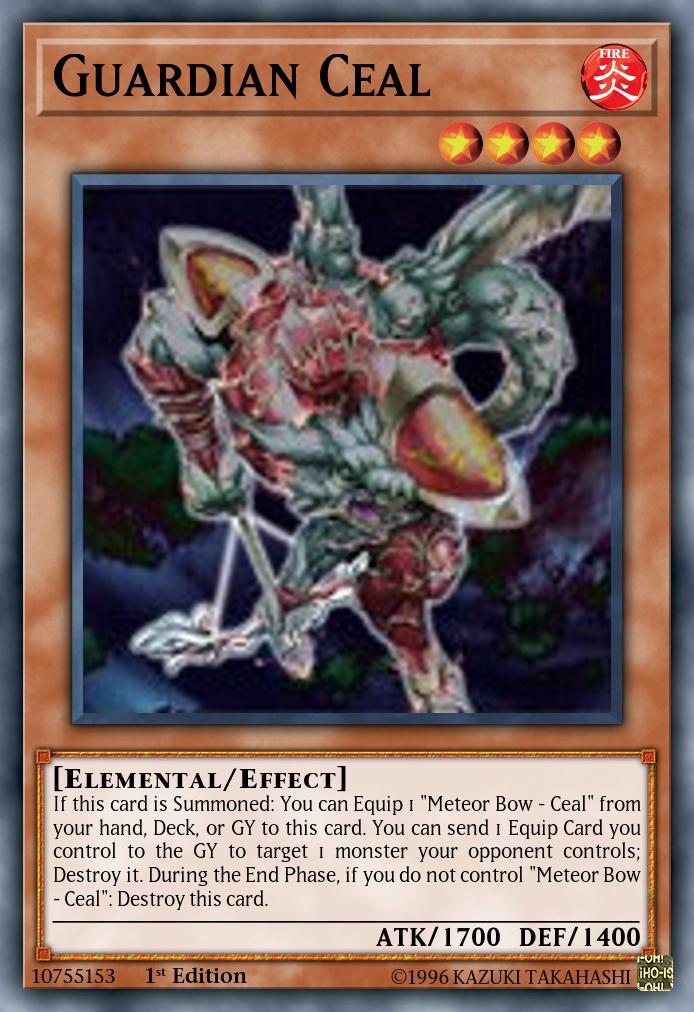 Guardian Ceal
FIRE
炎
[Elemental/Effect]
If this card is Summoned: You can Equip 1 "Meteor Bow - Ceal" from
your hand, Deck, or GY to this card. You can send 1 Equip Card you
control to the GY to target 1 monster your opponent controls;
Destroy it. During the End Phase, if you do not control "Meteor Bow
- Ceal": Destroy this card.
ATK/1700 DEF/1400
10755153 1st Edition ©1996 KAZUKI TAKAHASHI